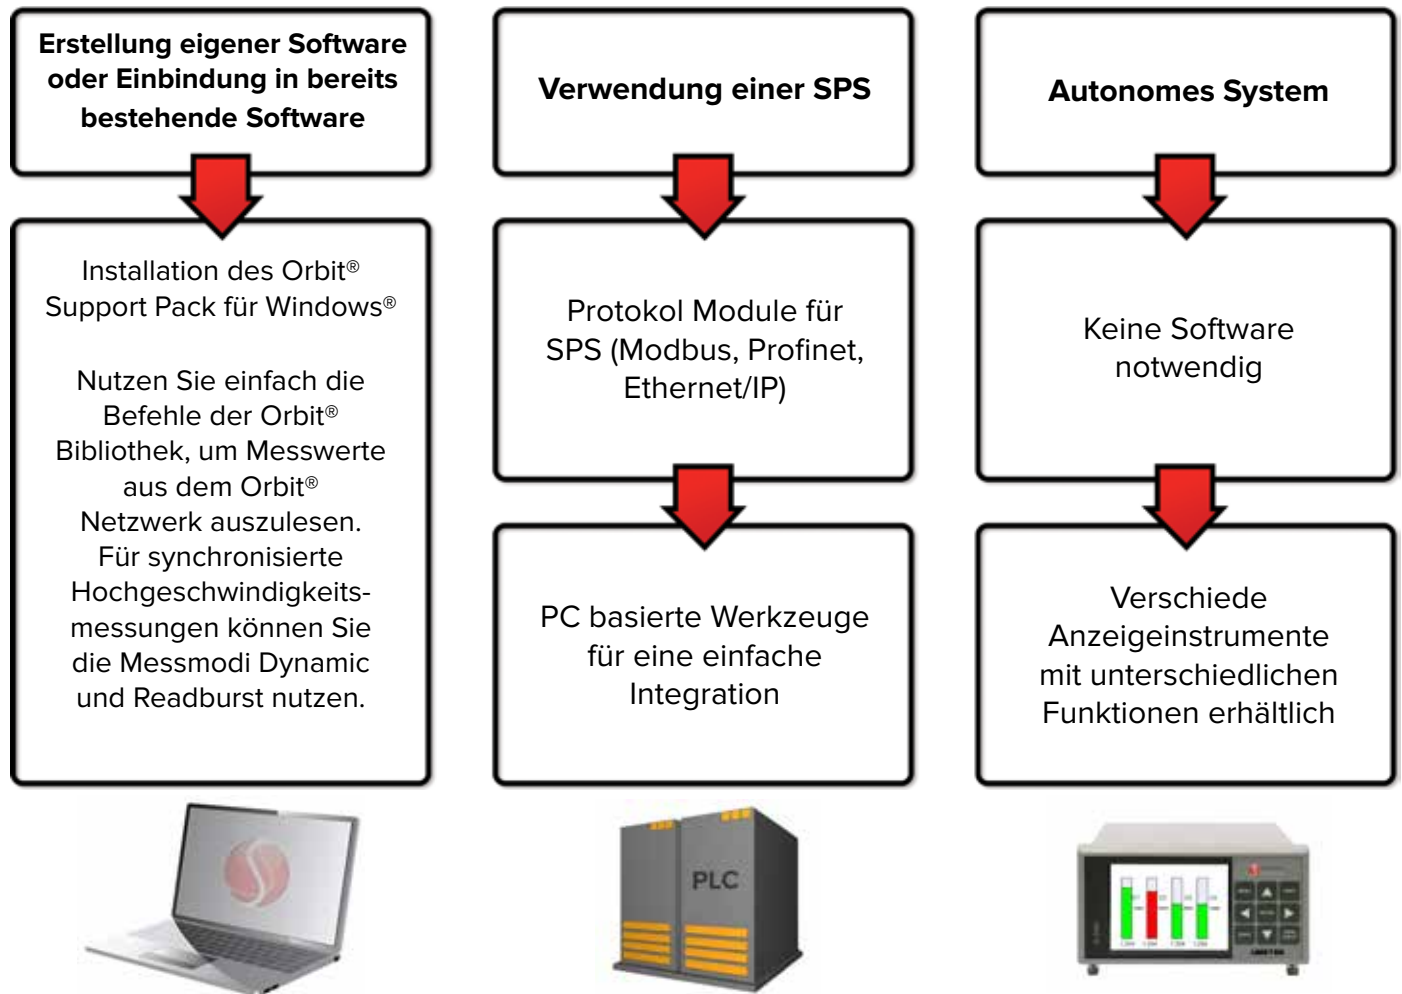 Erstellung eigener Software
oder Einbindung in bereits
bestehende Software
Installation des Orbit®
Support Pack für Windows®
Nutzen Sie einfach die
Befehle der Orbit®
Bibliothek, um Messwerte
aus dem Orbit®
Netzwerk auszulesen.
Für synchronisierte
Hochgeschwindigkeits-
messungen können Sie
die Messmodi Dynamic
und Readburst nutzen.
Verwendung einer SPS
Protokol Module für
SPS (Modbus, Profinet,
Ethernet/IP)
PC basierte Werkzeuge
für eine einfache
Integration
PLC
Autonomes System
Keine Software
notwendig
Verschiede
Anzeigeinstrumente
mit unterschiedlichen
Funktionen erhältlich